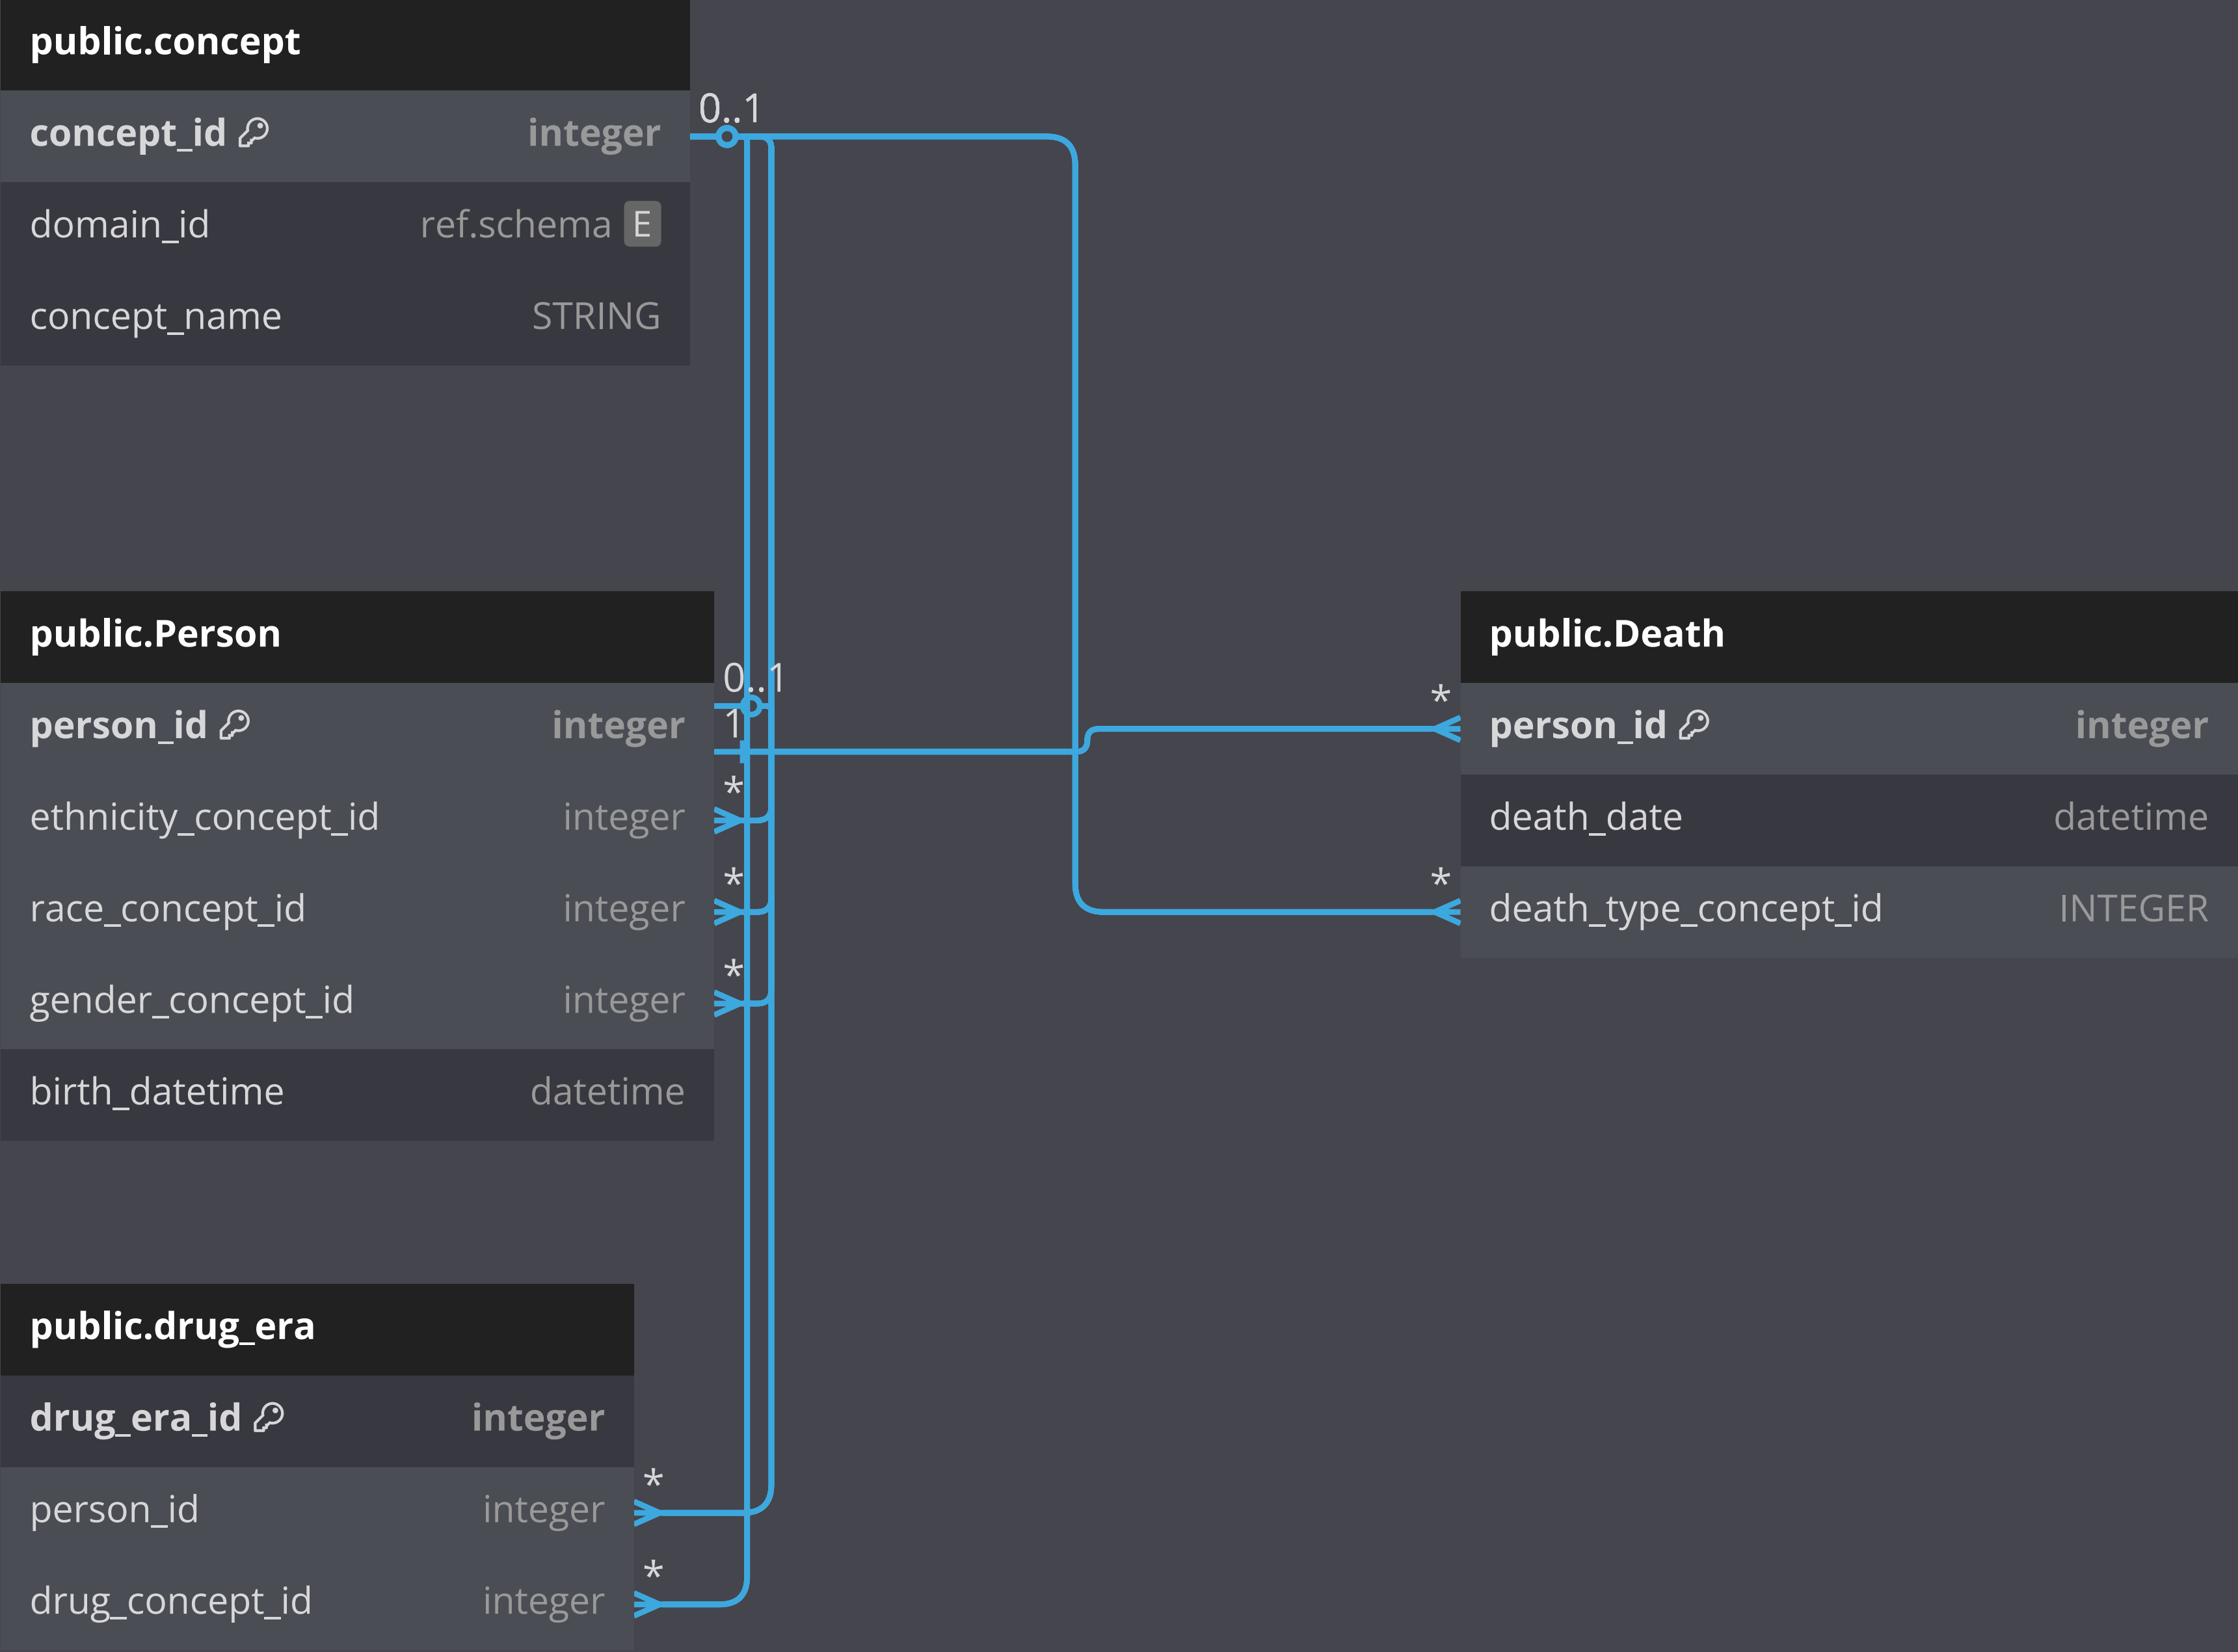 public.concept
0..1
concept_id integer
domain_id ref.schema E
concept_name STRING
public.Person
0..1
person_id integer
1
*
ethnicity_concept_id integer
*
race_concept_id integer
*
gender_concept_id integer
birth_datetime datetime
public.Death
*
person_id integer
death_date datetime
*
death_type_concept_id INTEGER
public.drug_era
drug_era_id integer
*
person_id integer
*
drug_concept_id integer